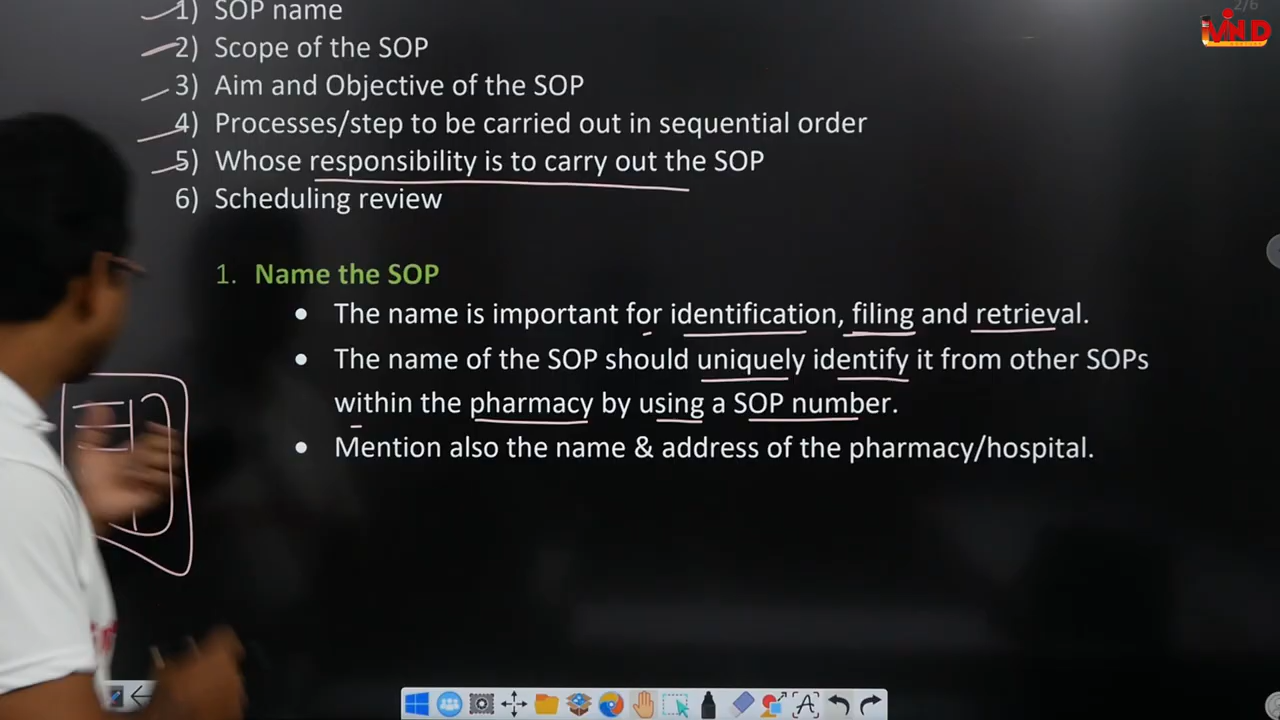 2/6
1) SOP name
2) Scope of the SOP
3) Aim and Objective of the SOP
4) Processes/step to be carried out in sequential order
5) Whose responsibility is to carry out the SOP
6) Scheduling review
1. Name the SOP
• The name is important for identification, filing and retrieval.
• The name of the SOP should uniquely identify it from other SOPs
within the pharmacy by using a SOP number.
• Mention also the name & address of the pharmacy/hospital.